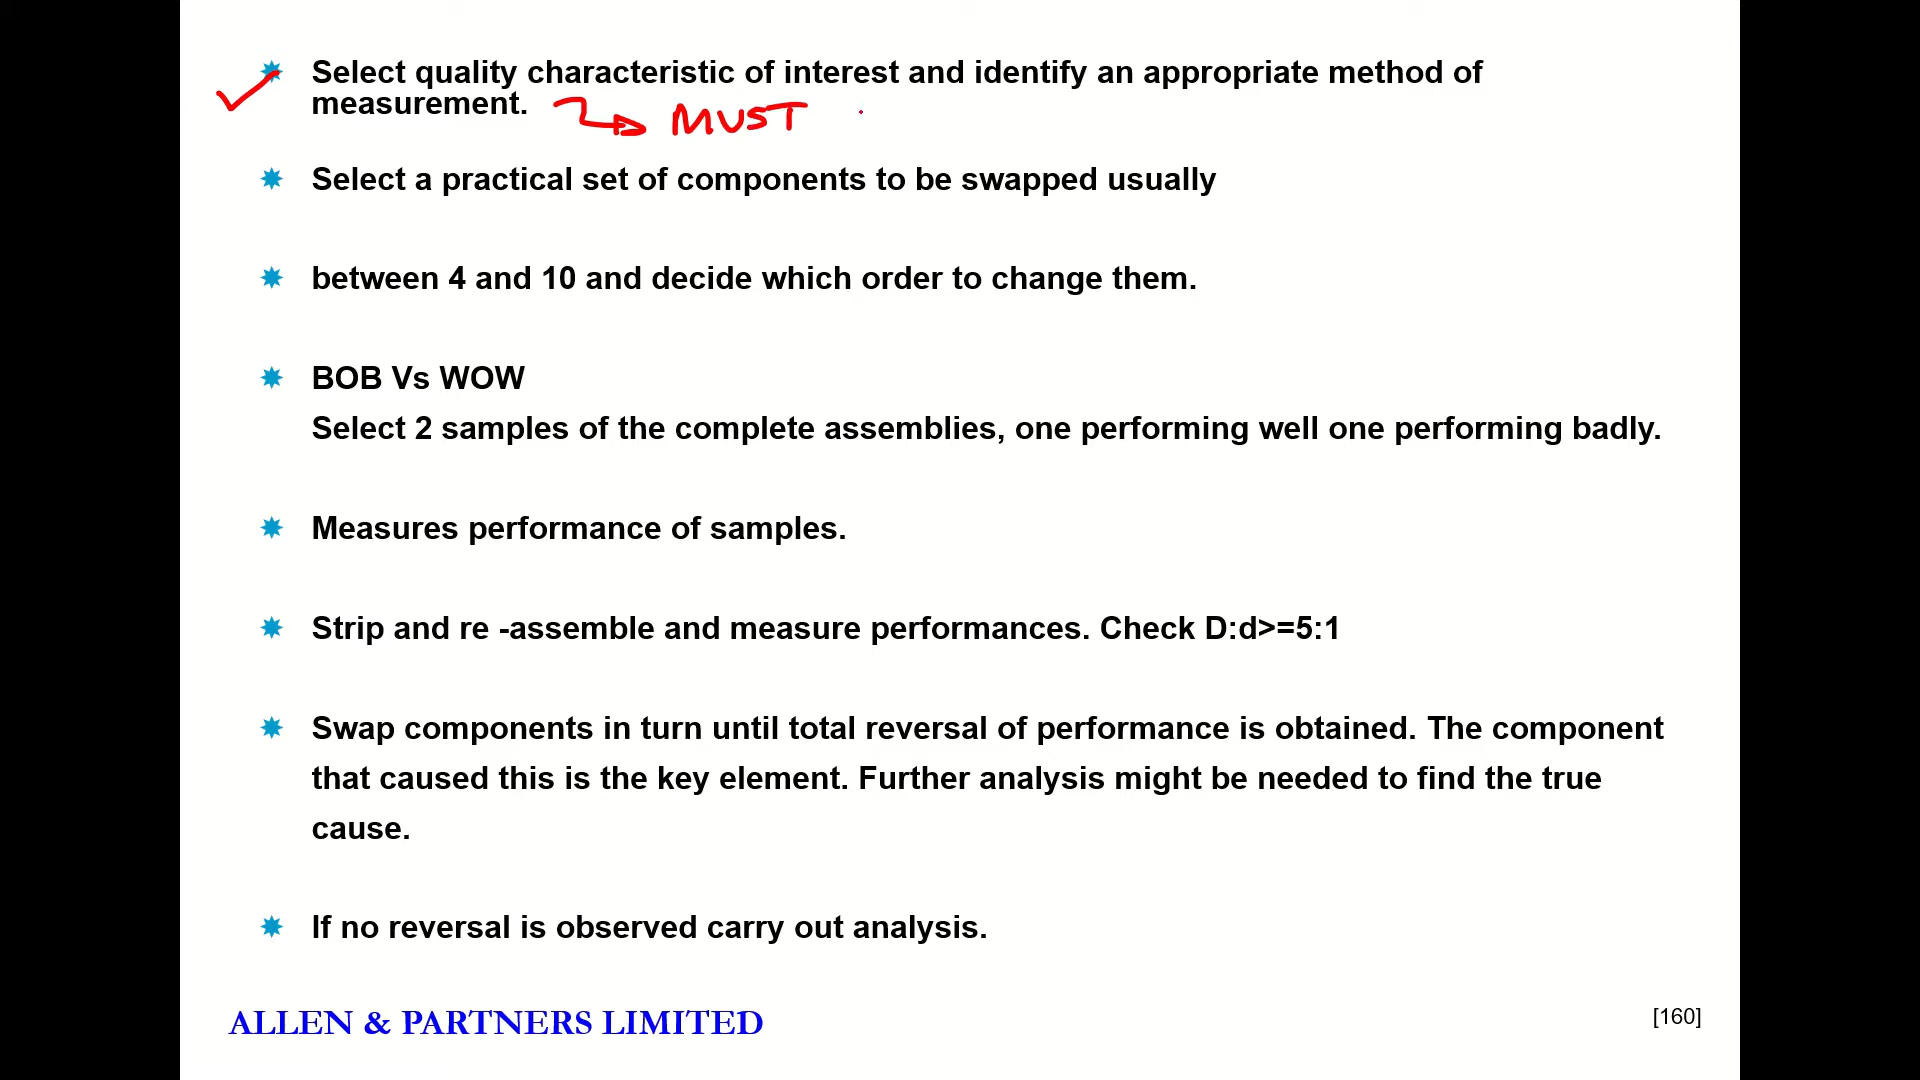 Select quality characteristic of interest and identify an appropriate method of
measurement.
MUST
Select a practical set of components to be swapped usually
between 4 and 10 and decide which order to change them.
BOB Vs WOW
Select 2 samples of the complete assemblies, one performing well one performing badly.
Measures performance of samples.
Strip and re -assemble and measure performances. Check D:d>=5:1
Swap components in turn until total reversal of performance is obtained. The component
that caused this is the key element. Further analysis might be needed to find the true
cause.
If no reversal is observed carry out analysis.
ALLEN & PARTNERS LIMITED
[160]